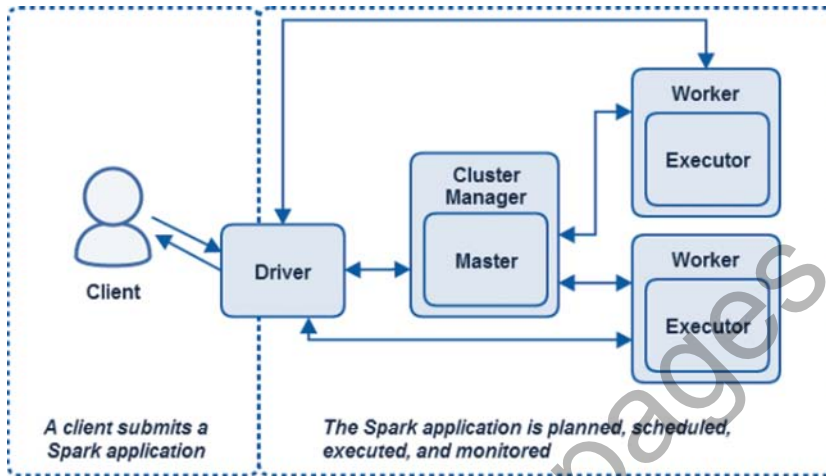 Worker
Executor
Cluster
Manager
Master
Driver
Client
Worker
Executor
A client submits a
Spark application
The Spark application is planned, scheduled,
executed, and monitored
pages